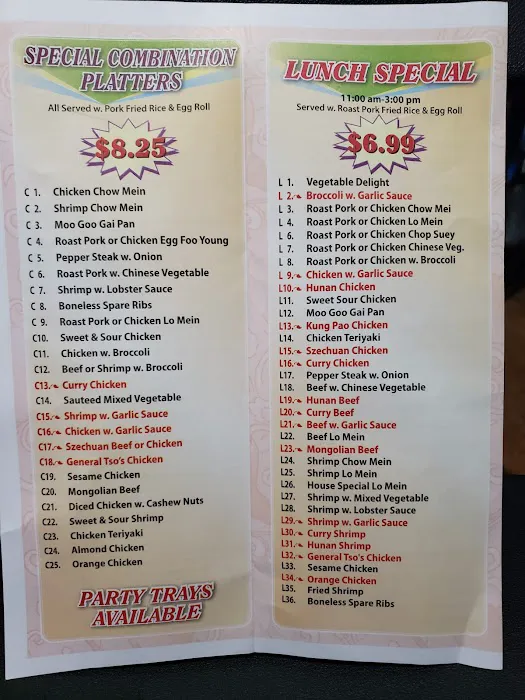 SPECIAL COMBINATION
PLATTERS
All Served w. Pork Fried Rice & Egg Roll
$8.25
C 1. Chicken Chow Mein
C 2. Shrimp Chow Mein
C 3. Moo Goo Gai Pan
C 4. Roast Pork or Chicken Egg Foo Young
C 5. Pepper Steak w. Onion
C 6. Roast Pork w. Chinese Vegetable
C 7. Shrimp w. Lobster Sauce
C 8. Boneless Spare Ribs
C 9. Roast Pork or Chicken Lo Mein
C10. Sweet & Sour Chicken
C11. Chicken w. Broccoli
C12. Beef or Shrimp w. Broccoli
C13. Curry Chicken
C14. Sauteed Mixed Vegetable
C15. Shrimp w. Garlic Sauce
C16. Chicken w. Garlic Sauce
C17. Szechuan Beef or Chicken
C18. General Tso's Chicken
C19. Sesame Chicken
C20. Mongolian Beef
C21. Diced Chicken w. Cashew Nuts
C22. Sweet & Sour Shrimp
C23. Chicken Teriyaki
C24. Almond Chicken
C25. Orange Chicken
PARTY TRAYS
AVAILABLE
LUNCH SPECIAL
11:00 am-3:00 pm
Served w. Roast Pork Fried Rice & Egg Roll
$6.99
L 1. Vegetable Delight
L 2. Broccoli w. Garlic Sauce
L 3. Roast Pork or Chicken Chow Mei
L 4. Roast Pork or Chicken Lo Mein
L 6. Roast Pork or Chicken Chop Suey
L 7. Roast Pork or Chicken Chinese Veg.
L 8. Roast Pork or Chicken w. Broccoli
L 9. Chicken w. Garlic Sauce
L10. Hunan Chicken
L11. Sweet Sour Chicken
L12. Moo Goo Gai Pan
L13. Kung Pao Chicken
L14. Chicken Teriyaki
L15. Szechuan Chicken
L16. Curry Chicken
L17. Pepper Steak w. Onion
L18. Beef w. Chinese Vegetable
L19. Hunan Beef
L20. Curry Beef
L21. Beef w. Garlic Sauce
L22. Beef Lo Mein
L23. Mongolian Beef
L24. Shrimp Chow Mein
L25. Shrimp Lo Mein
L26. House Special Lo Mein
L27. Shrimp w. Mixed Vegetable
L28. Shrimp w. Lobster Sauce
L29. Shrimp w. Garlic Sauce
L30. Curry Shrimp
L31. Hunan Shrimp
L32. General Tso's Chicken
L33. Sesame Chicken
L34. Orange Chicken
L35. Fried Shrimp
L36. Boneless Spare Ribs